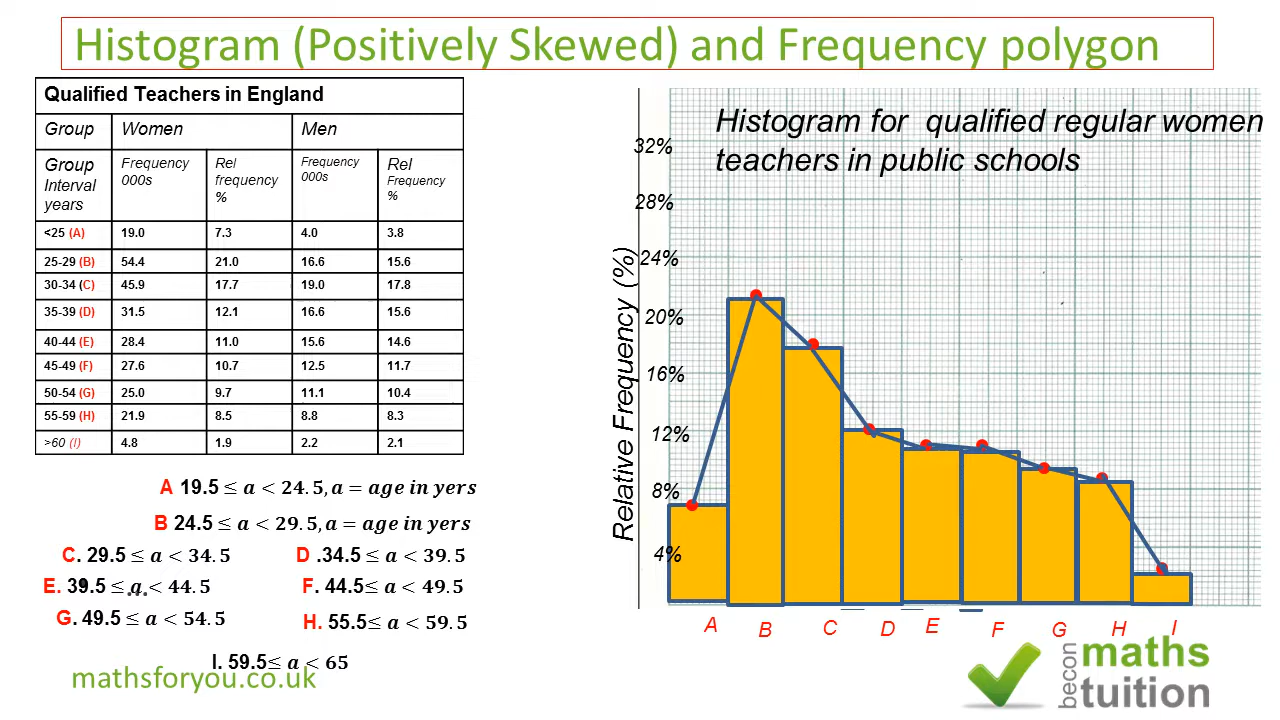 Histogram (Positively Skewed) and Frequency polygon
Qualified Teachers in England
Group Women Men
Group Interval years Frequency 000s Rel frequency % Frequency 000s Rel Frequency %
<25 (A) 19.0 7.3 4.0 3.8
25-29 (B) 54.4 21.0 16.6 15.6
30-34 (C) 45.9 17.7 19.0 17.8
35-39 (D) 31.5 12.1 16.6 15.6
40-44 (E) 28.4 11.0 15.6 14.6
45-49 (F) 27.6 10.7 12.5 11.7
50-54 (G) 25.0 9.7 11.1 10.4
55-59 (H) 21.9 8.5 8.8 8.3
>60 (I) 4.8 1.9 2.2 2.1
A 19.5 ≤ a < 24.5, a = age in yers
B 24.5 ≤ a < 29.5, a = age in yers
C. 29.5 ≤ a < 34.5 D .34.5 ≤ a < 39.5
E. 39.5 ≤ a < 44.5 F. 44.5≤ a < 49.5
G. 49.5 ≤ a < 54.5 H. 55.5≤ a < 59.5
I. 59.5≤ a < 65
mathsforyou.co.uk
Histogram for qualified regular women
teachers in public schools
Relative Frequency (%)
32%
28%
24%
20%
16%
12%
8%
4%
A B C D E F G H I
becon maths
tuition